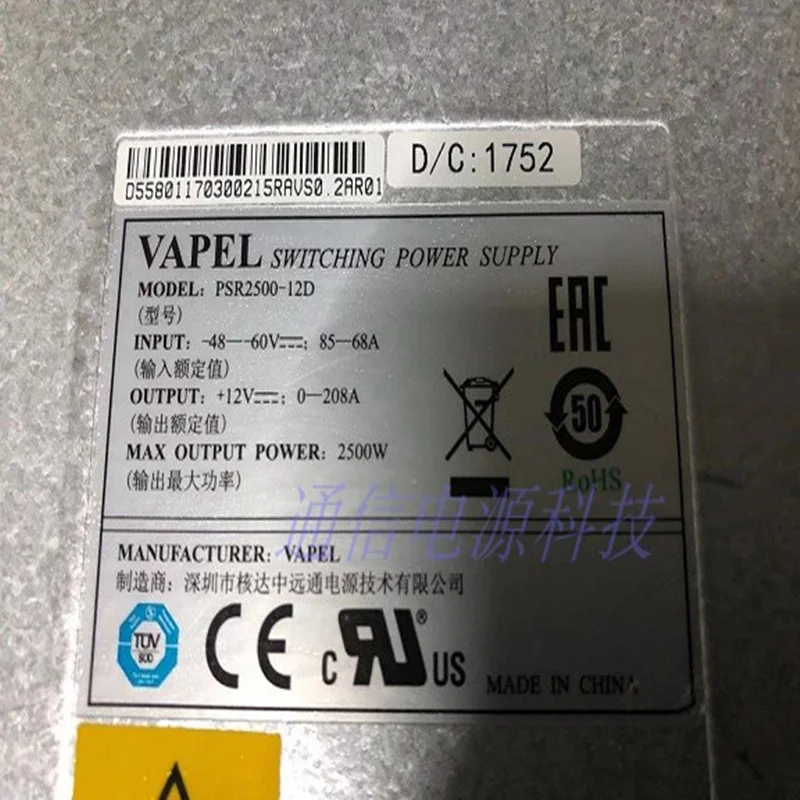 D55801170300215RAVS0.2AR01
D/C:1752
VAPEL SWITCHING POWER SUPPLY
MODEL: PSR2500-12D
(型号)
INPUT: -48—-60V⎓; 85—68A
(输入额定值)
OUTPUT: +12V⎓; 0—208A
(输出额定值)
MAX OUTPUT POWER: 2500W
(输出最大功率)
EAC
50
RoHS
通信电源科技
MANUFACTURER: VAPEL
制造商: 深圳市核达中远通电源技术有限公司
TÜV
SÜD
CE
C RU® US
MADE IN CHINA